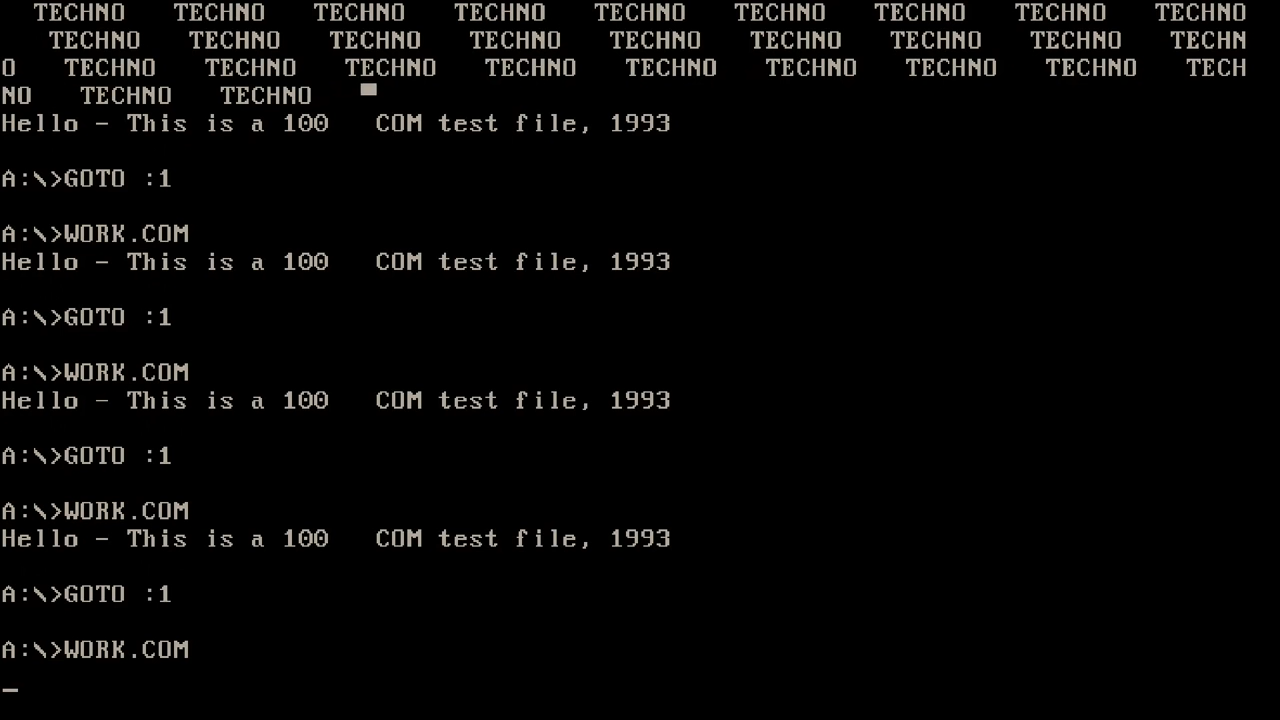 TECHNO TECHNO TECHNO TECHNO TECHNO TECHNO TECHNO TECHNO TECHNO
TECHNO TECHNO TECHNO TECHNO TECHNO TECHNO TECHNO TECHNO TECHN
O TECHNO TECHNO TECHNO TECHNO TECHNO TECHNO TECHNO TECHNO TECH
NO TECHNO TECHNO
Hello - This is a 100 COM test file, 1993
A:\>GOTO :1
A:\>WORK.COM
Hello - This is a 100 COM test file, 1993
A:\>GOTO :1
A:\>WORK.COM
Hello - This is a 100 COM test file, 1993
A:\>GOTO :1
A:\>WORK.COM
Hello - This is a 100 COM test file, 1993
A:\>GOTO :1
A:\>WORK.COM